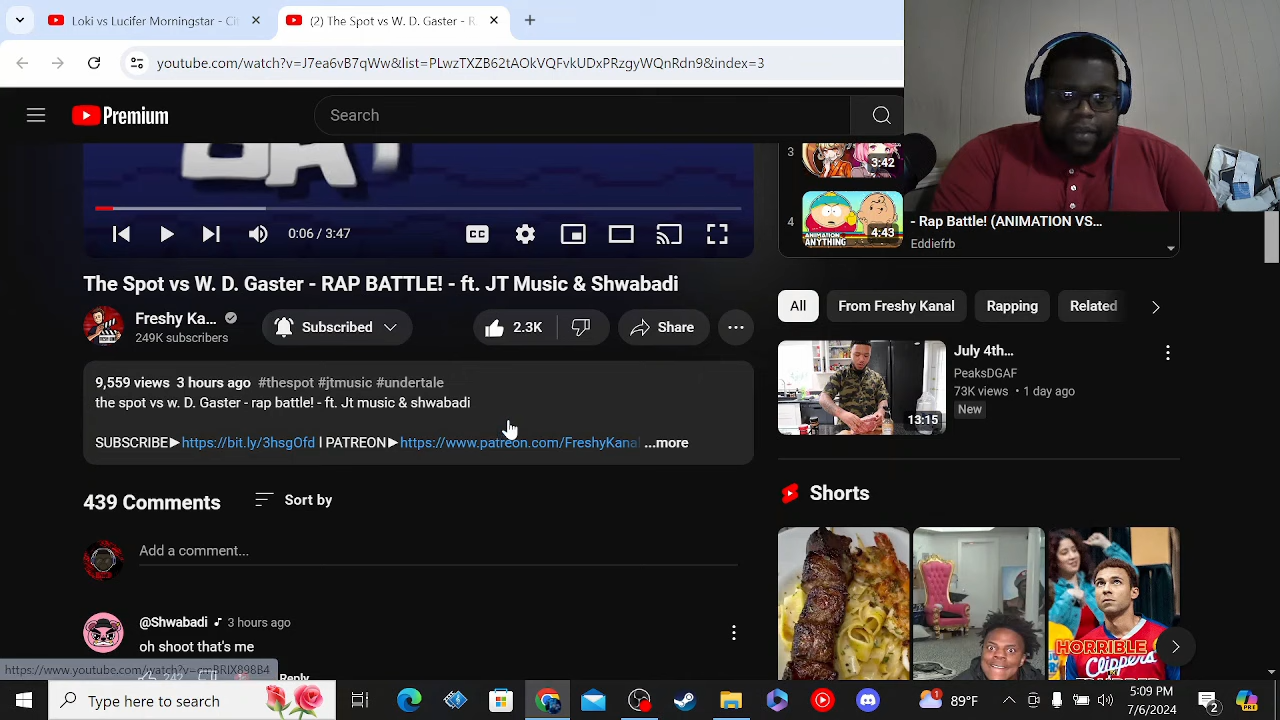 Loki vs Lucifer Morningstar - Ci
(2) The Spot vs W. D. Gaster - R
youtube.com/watch?v=J7ea6vB7qWw&list=PLwzTXZB62tAOkVQFvkUDxPRzgyWQnRdn9&index=3
Premium
Search
3
3:42
4
ANIMATION
ANYTHING
4:43
- Rap Battle! (ANIMATION VS...
Eddiefrb
0:06 / 3:47
CC
The Spot vs W. D. Gaster - RAP BATTLE! - ft. JT Music & Shwabadi
Freshy Ka...
249K subscribers
Subscribed
2.3K
Share
All
From Freshy Kanal
Rapping
Related
9,559 views 3 hours ago #thespot #jtmusic #undertale
the spot vs w. D. Gaster - rap battle! - ft. Jt music & shwabadi
SUBSCRIBE▶https://bit.ly/3hsgOfd | PATREON▶https://www.patreon.com/FreshyKanal ...more
July 4th...
PeaksDGAF
73K views • 1 day ago
New
13:15
439 Comments
Sort by
Add a comment...
Shorts
@Shwabadi ♪ 3 hours ago
oh shoot that's me
Reply
HORRIBLE
Clippers
Type here to search
89°F
5:09 PM
7/6/2024
2
1